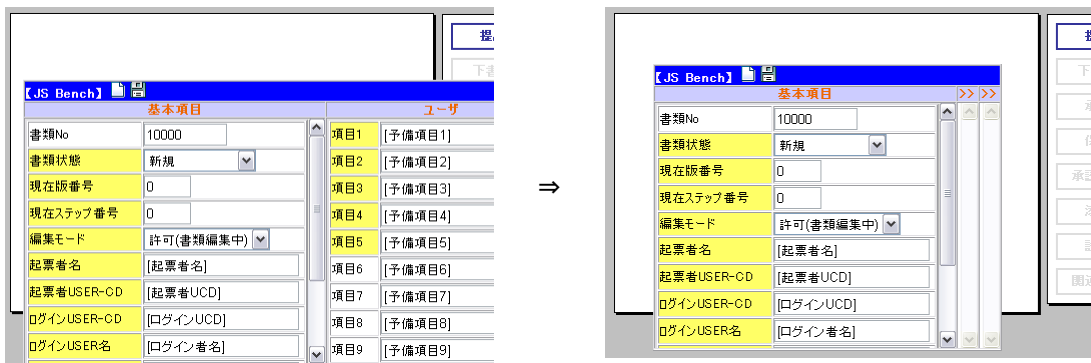 提
下書
【JS Bench】
基本項目 ユーザ
書類No 10000 項目1 [予備項目1]
書類状態 新規 項目2 [予備項目2]
現在版番号 0 項目3 [予備項目3]
現在ステップ番号 0 項目4 [予備項目4]
編集モード 許可(書類編集中) 項目5 [予備項目5]
起票者名 [起票者名] 項目6 [予備項目6]
起票者USER-CD [起票者UCD] 項目7 [予備項目7]
ログインUSER-CD [ログインUCD] 項目8 [予備項目8]
ログインUSER名 [ログイン者名] 項目9 [予備項目9]
⇒
【JS Bench】
基本項目 >> >>
書類No 10000
書類状態 新規
現在版番号 0
現在ステップ番号 0
編集モード 許可(書類編集中)
起票者名 [起票者名]
起票者USER-CD [起票者UCD]
ログインUSER-CD [ログインUCD]
ログインUSER名 [ログイン者名]
下
承認
関連